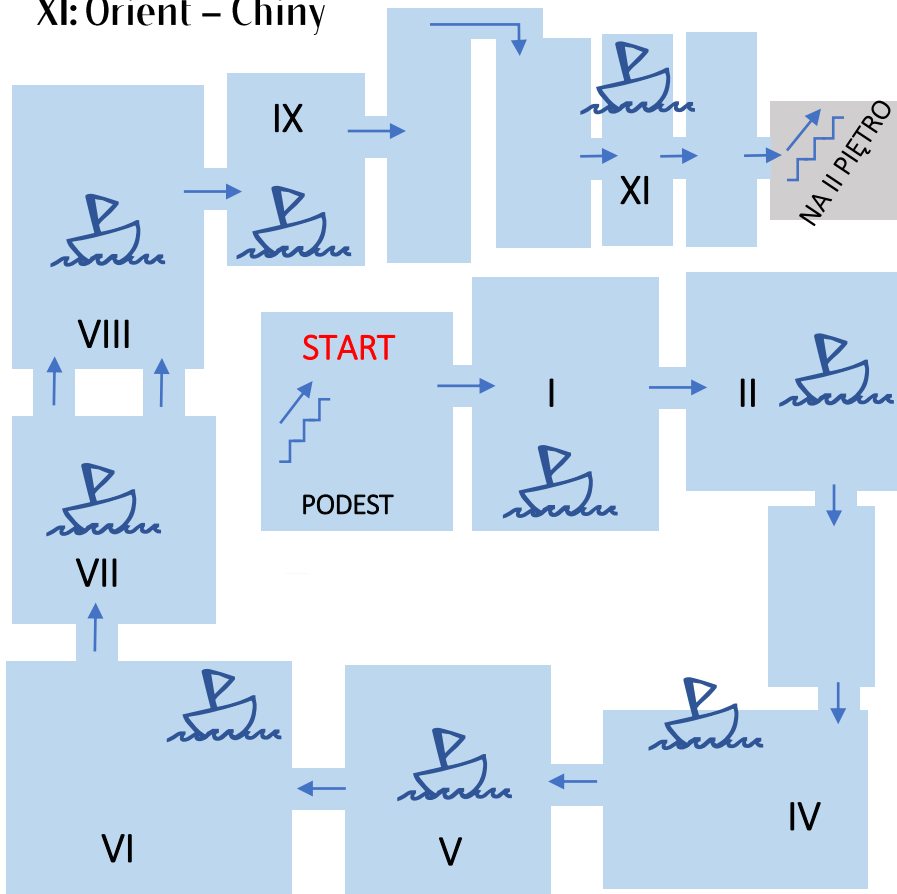 XI: Orient – Chiny
IX
XI
NA II PIĘTRO
VIII
START
I
II
PODEST
VII
IV
VI
V